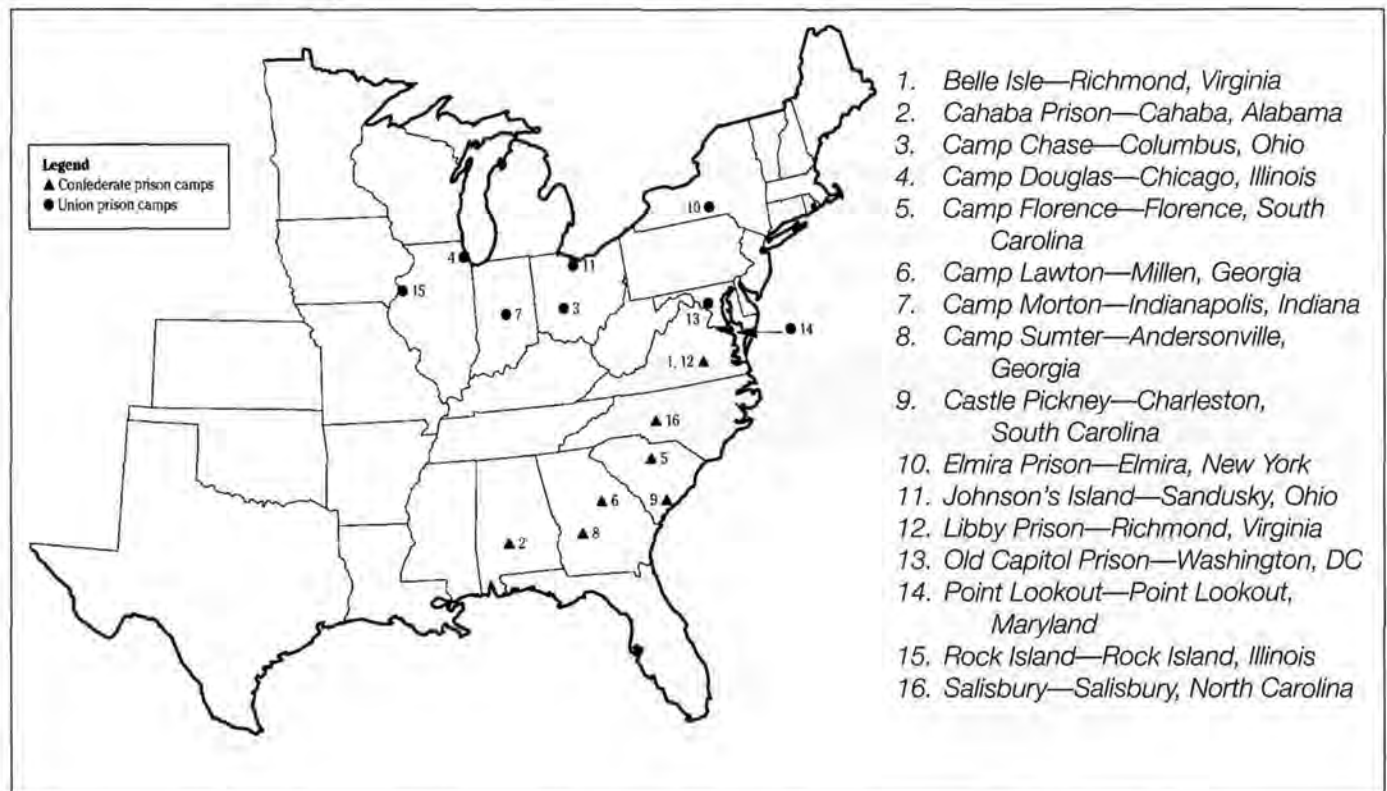 Legend
▲ Confederate prison camps
● Union prison camps
10
4
11
15
7
3
13
14
1, 12
16
5
6
9
8
2
1. Belle Isle—Richmond, Virginia
2. Cahaba Prison—Cahaba, Alabama
3. Camp Chase—Columbus, Ohio
4. Camp Douglas—Chicago, Illinois
5. Camp Florence—Florence, South
Carolina
6. Camp Lawton—Millen, Georgia
7. Camp Morton—Indianapolis, Indiana
8. Camp Sumter—Andersonville,
Georgia
9. Castle Pickney—Charleston,
South Carolina
10. Elmira Prison—Elmira, New York
11. Johnson's Island—Sandusky, Ohio
12. Libby Prison—Richmond, Virginia
13. Old Capitol Prison—Washington, DC
14. Point Lookout—Point Lookout,
Maryland
15. Rock Island—Rock Island, Illinois
16. Salisbury—Salisbury, North Carolina